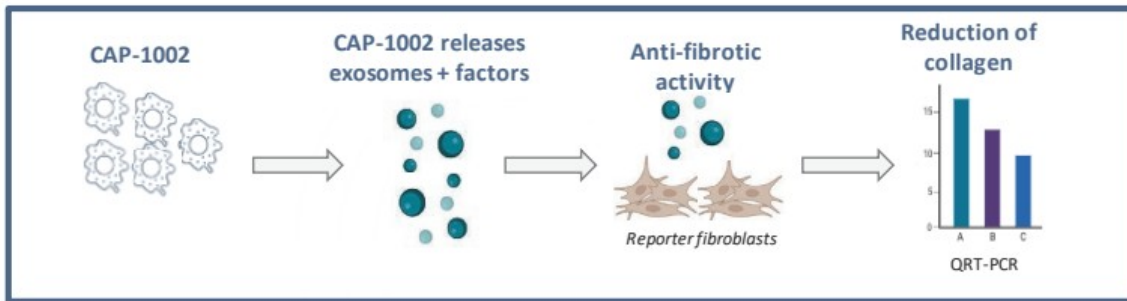 CAP-1002
CAP-1002 releases
exosomes + factors
Anti-fibrotic
activity
Reporter fibroblasts
Reduction of
collagen
15
10
5
0
A B C
QRT-PCR